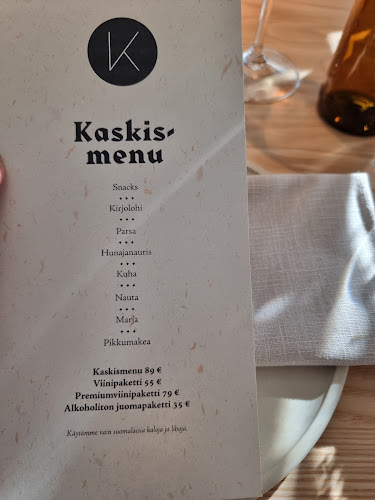 K
Kaskis-
menu
Snacks
Kirjolohi
Parsa
Hunajanauris
Kuha
Nauta
Marja
Pikkumakea
Kaskismenu 89 €
Viinipaketti 55 €
Premiumviinipaketti 79 €
Alkoholiton juomapaketti 35 €
Käytämme vain suomalaisia kaloja ja lihoja.